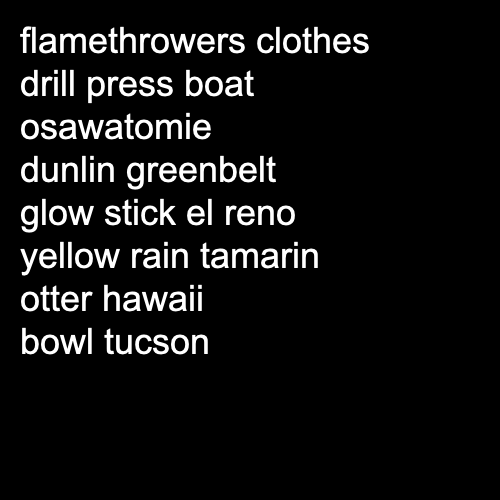 flamethrowers clothes
drill press boat
osawatomie
dunlin greenbelt
glow stick el reno
yellow rain tamarin
otter hawaii
bowl tucson